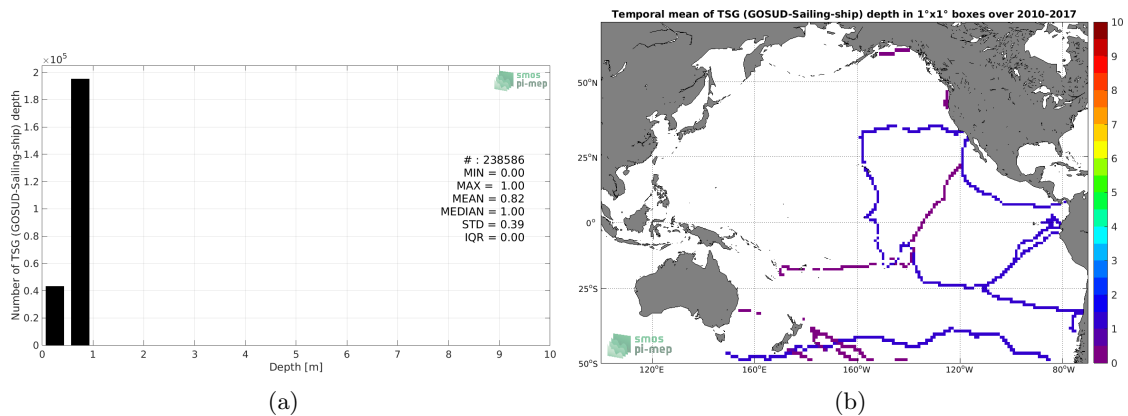 ×10⁵
2
1.8
1.6
1.4
1.2
1
0.8
0.6
0.4
0.2
0
Number of TSG (GOSUD-Sailing-ship) depth
smos
pi-mep
# : 238586
MIN = 0.00
MAX = 1.00
MEAN = 0.82
MEDIAN = 1.00
STD = 0.39
IQR = 0.00
0 1 2 3 4 5 6 7 8 9 10
Depth [m]
(a)
Temporal mean of TSG (GOSUD-Sailing-ship) depth in 1°x1° boxes over 2010-2017
50°N
25°N
0°
25°S
50°S
smos
pi-mep
120°E 160°E 160°W 120°W 80°W
10
9
8
7
6
5
4
3
2
1
0
(b)